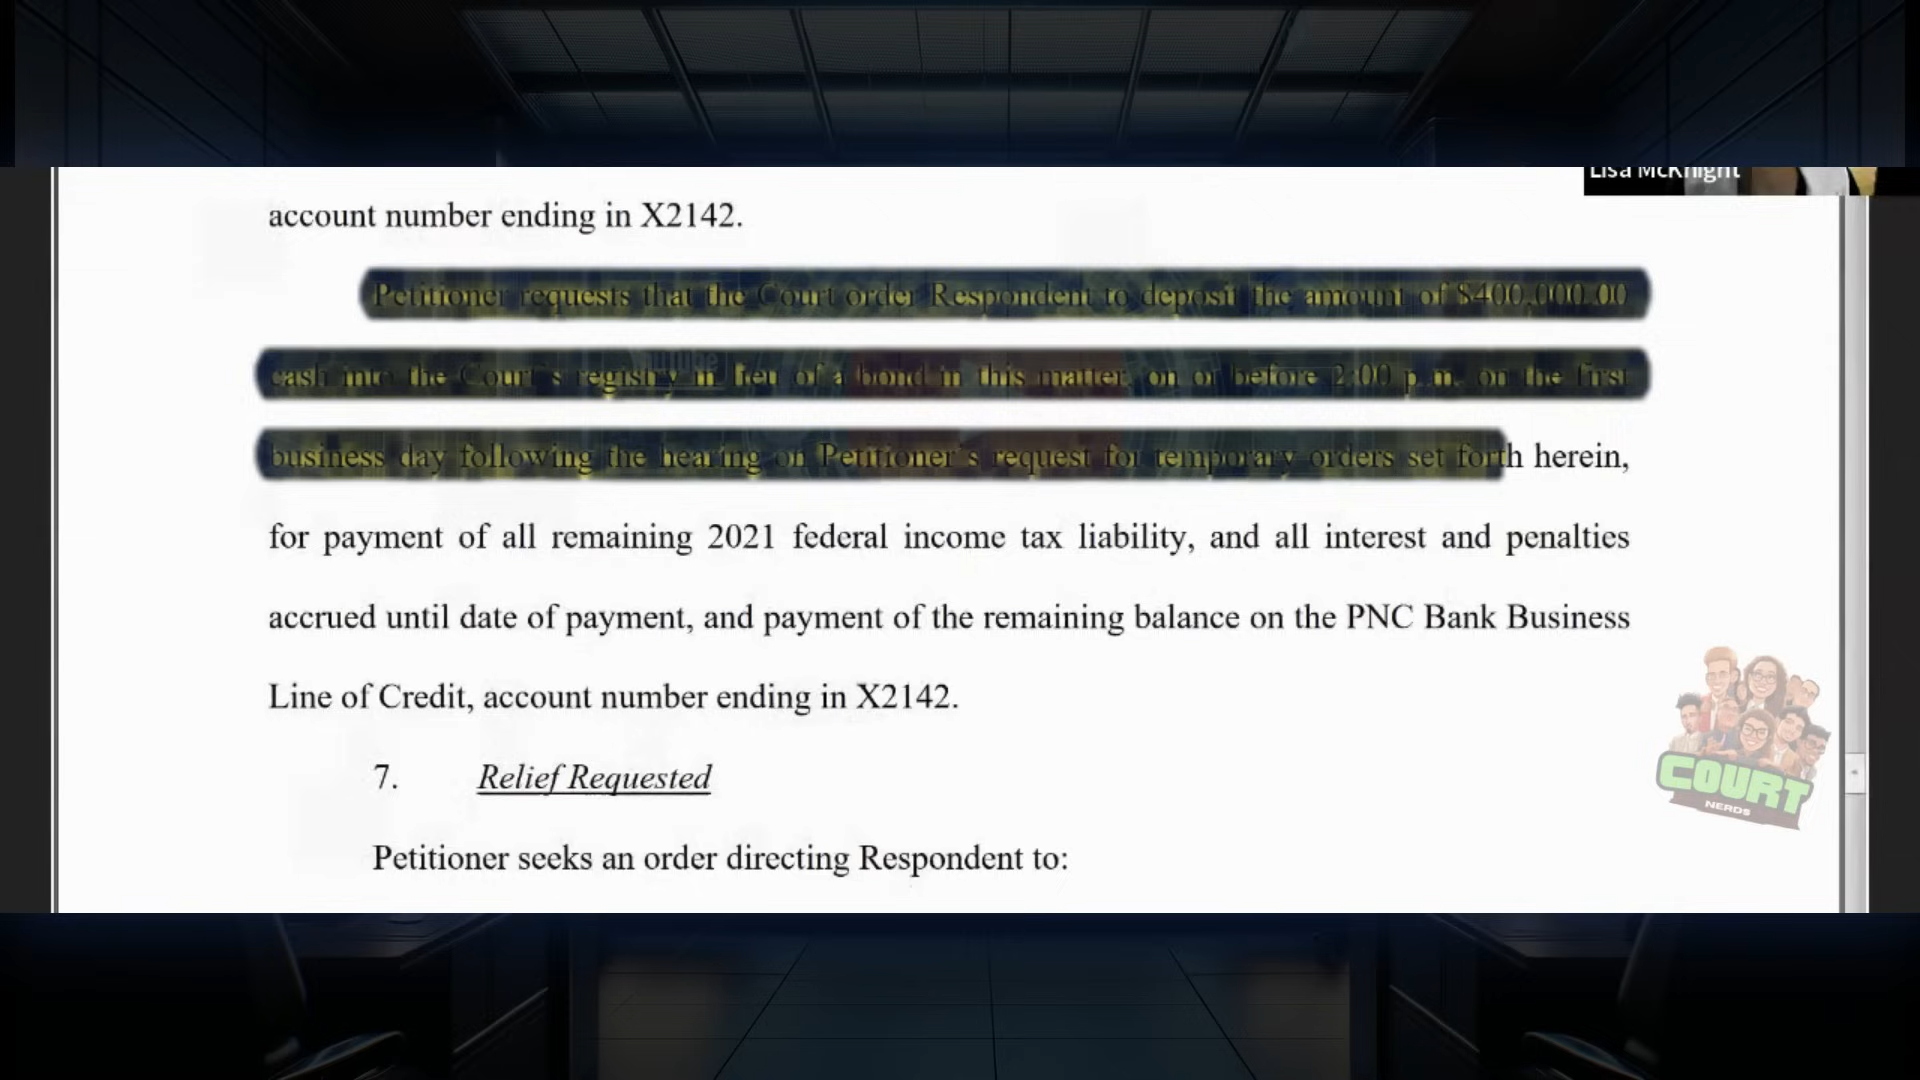 Lisa McKnight
account number ending in X2142.
Petitioner requests that the Court order Respondent to deposit the amount of $400,000.00
cash into the Court's registry in lieu of a bond in this matter, on or before 2:00 p.m. on the first
business day following the hearing on Petitioner's request for temporary orders set forth herein,
for payment of all remaining 2021 federal income tax liability, and all interest and penalties
accrued until date of payment, and payment of the remaining balance on the PNC Bank Business
Line of Credit, account number ending in X2142.
7. Relief Requested
Petitioner seeks an order directing Respondent to:
COURT
NERDS